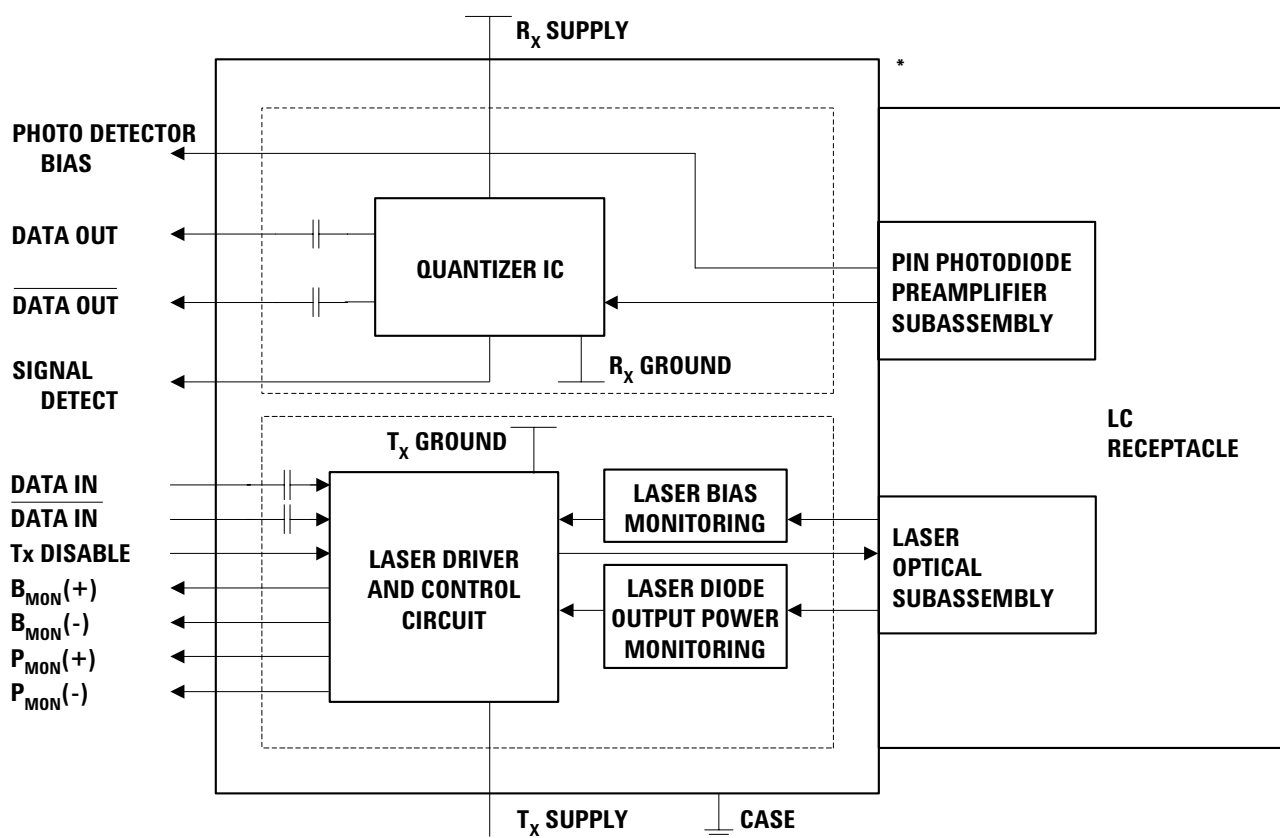 R_X SUPPLY
*
PHOTO DETECTOR
BIAS
DATA OUT
QUANTIZER IC
PIN PHOTODIODE
PREAMPLIFIER
SUBASSEMBLY
DATA OUT
SIGNAL
DETECT
R_X GROUND
T_X GROUND
LC
RECEPTACLE
DATA IN
DATA IN
Tx DISABLE
B_MON(+)
B_MON(-)
P_MON(+)
P_MON(-)
LASER DRIVER
AND CONTROL
CIRCUIT
LASER BIAS
MONITORING
LASER DIODE
OUTPUT POWER
MONITORING
LASER
OPTICAL
SUBASSEMBLY
T_X SUPPLY
CASE